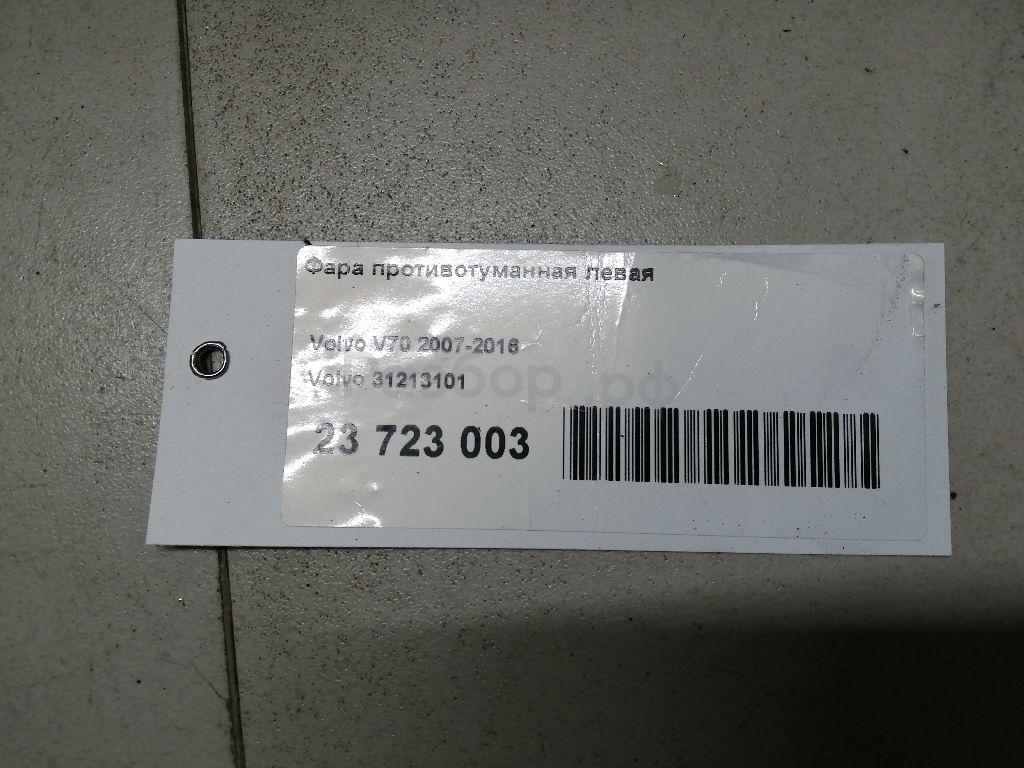 Фара противотуманная левая
Volvo V70 2007-2016
Volvo 31213101
23 723 003